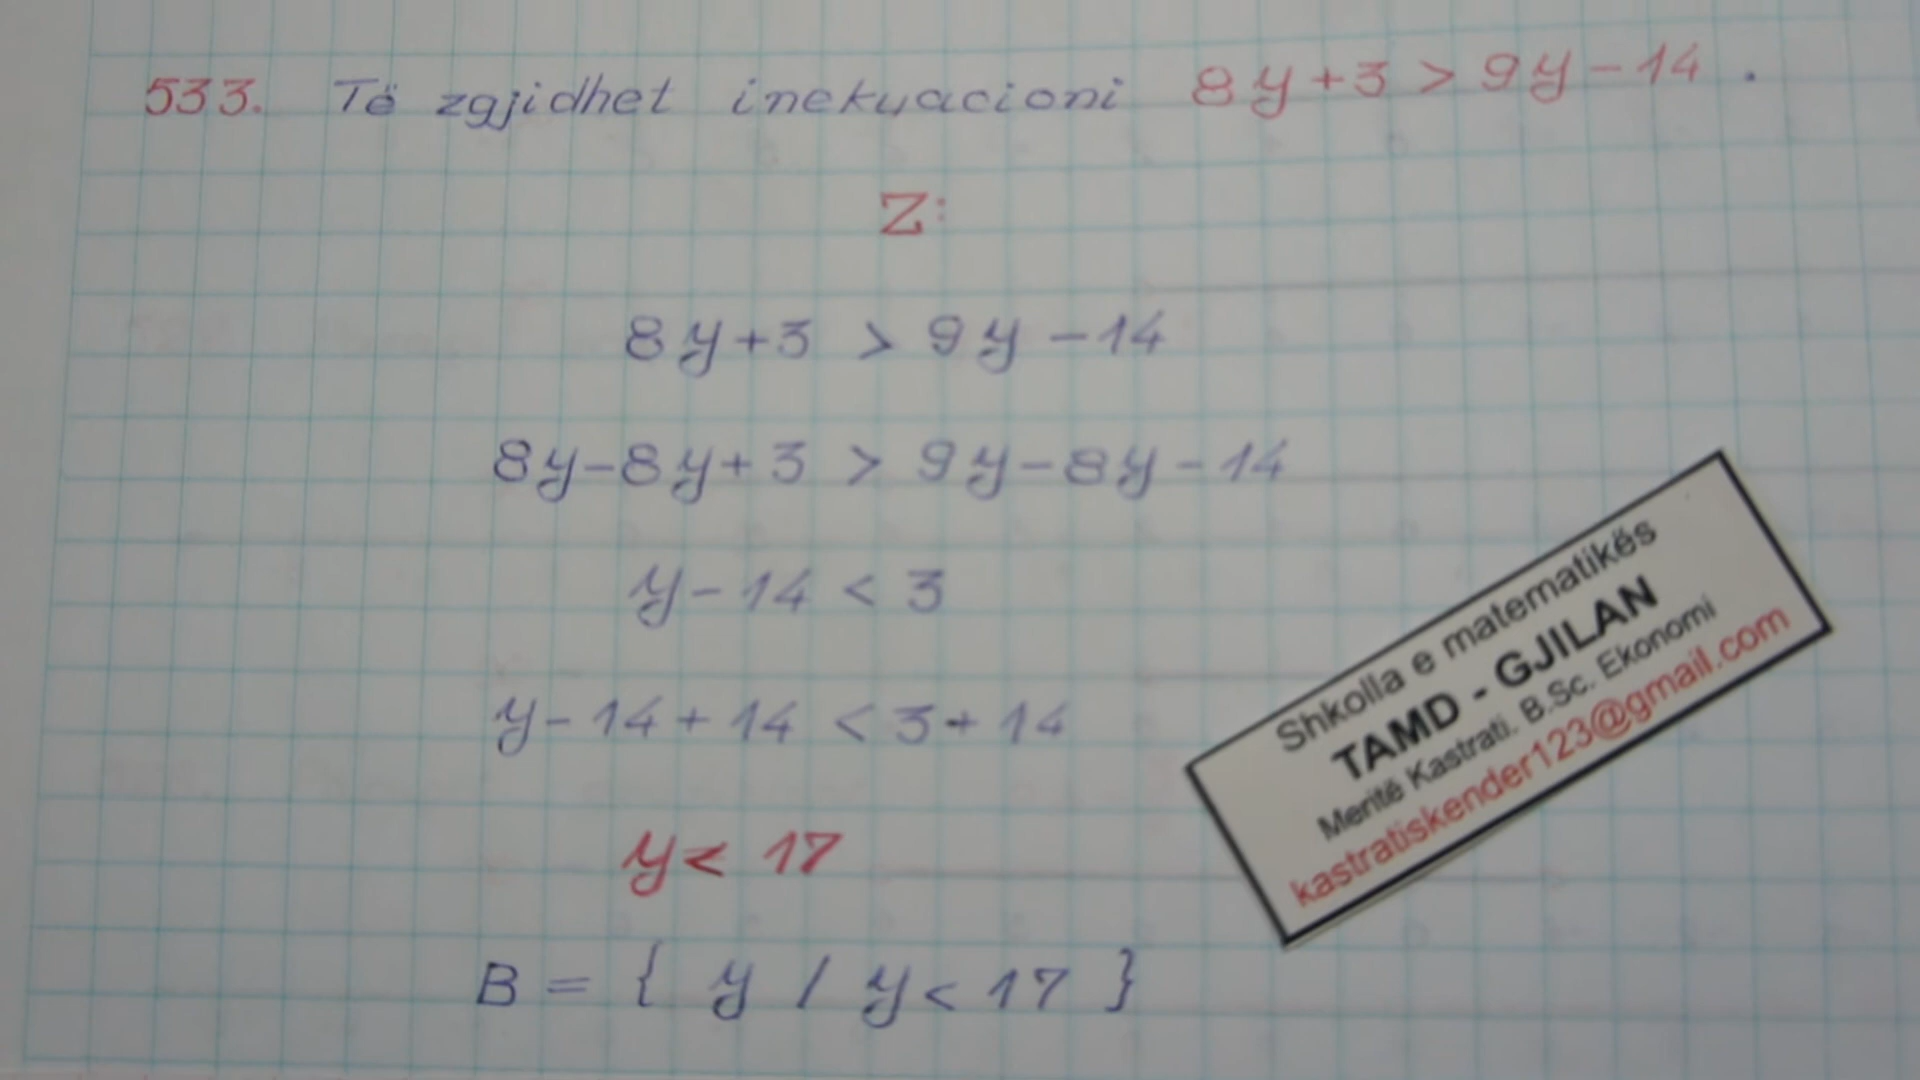 533. Të zgjidhet inekuacioni 8y+3 > 9y-14 .
Z:
8y+3 > 9y-14
8y-8y+3 > 9y-8y-14
y-14 < 3
y-14+14 < 3+14
y< 17
B = { y / y< 17 }
Shkolla e matematikës
TAMD - GJILAN
Meritë Kastrati. B.Sc. Ekonomi
kastratiskender123@gmail.com